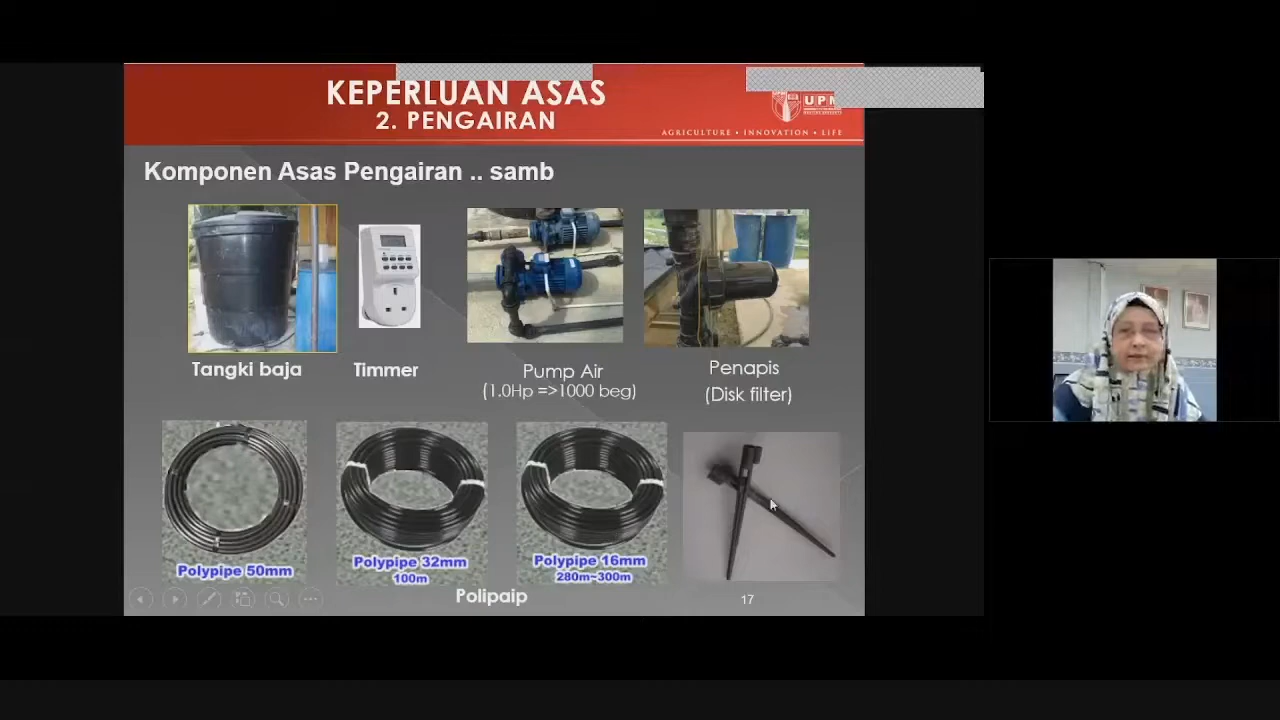 KEPERLUAN ASAS
2. PENGAIRAN
AGRICULTURE • INNOVATION • LIFE
Komponen Asas Pengairan .. samb
Tangki baja
Timmer
Pump Air
(1.0Hp =>1000 beg)
Penapis
(Disk filter)
Polypipe 50mm
Polypipe 32mm
100m
Polypipe 16mm
280m~300m
Polipaip
17